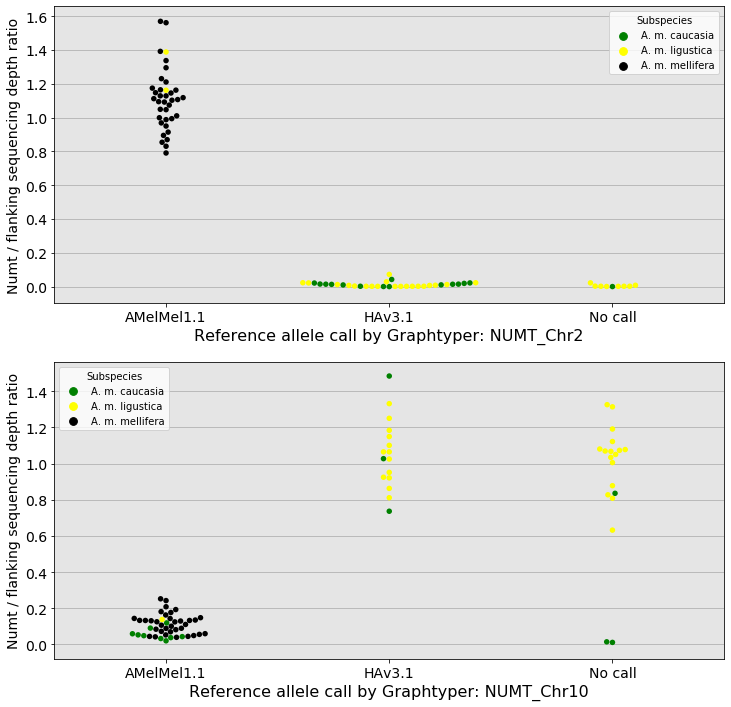 Numt / flanking sequencing depth ratio
1.6
1.4
1.2
1.0
0.8
0.6
0.4
0.2
0.0
Subspecies
A. m. caucasia
A. m. ligustica
A. m. mellifera
AMelMel1.1 HAv3.1 No call
Reference allele call by Graphtyper: NUMT_Chr2
Numt / flanking sequencing depth ratio
1.4
1.2
1.0
0.8
0.6
0.4
0.2
0.0
Subspecies
A. m. caucasia
A. m. ligustica
A. m. mellifera
AMelMel1.1 HAv3.1 No call
Reference allele call by Graphtyper: NUMT_Chr10